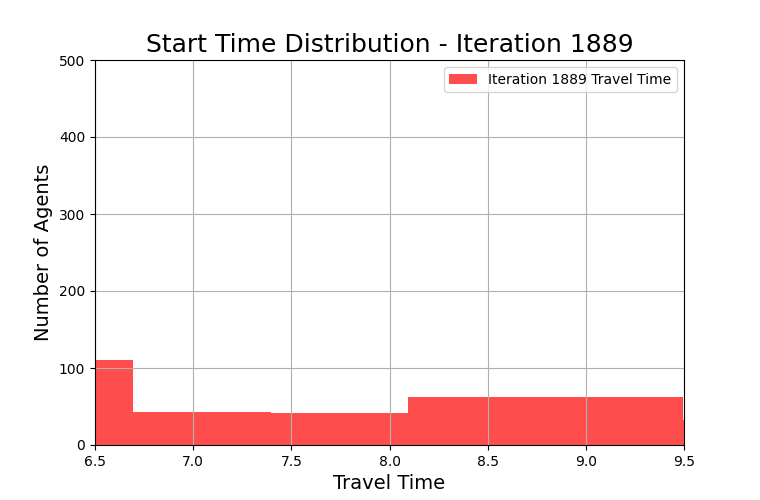 Start Time Distribution - Iteration 1889
500
Iteration 1889 Travel Time
400
300
200
100
0
Number of Agents
6.5 7.0 7.5 8.0 8.5 9.0 9.5
Travel Time